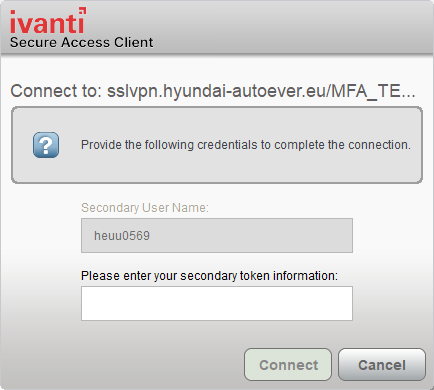 ivanti
Secure Access Client
Connect to: sslvpn.hyundai-autoever.eu/MFA_TE...
?
Provide the following credentials to complete the connection.
Secondary User Name:
heuu0569
Please enter your secondary token information:
Connect
Cancel